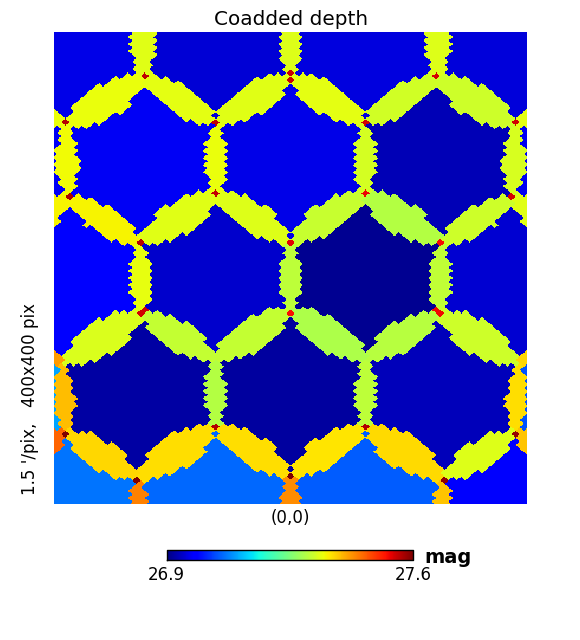 Coadded depth
1.5 '/pix,   400x400 pix
(0,0)
mag
26.9
27.6